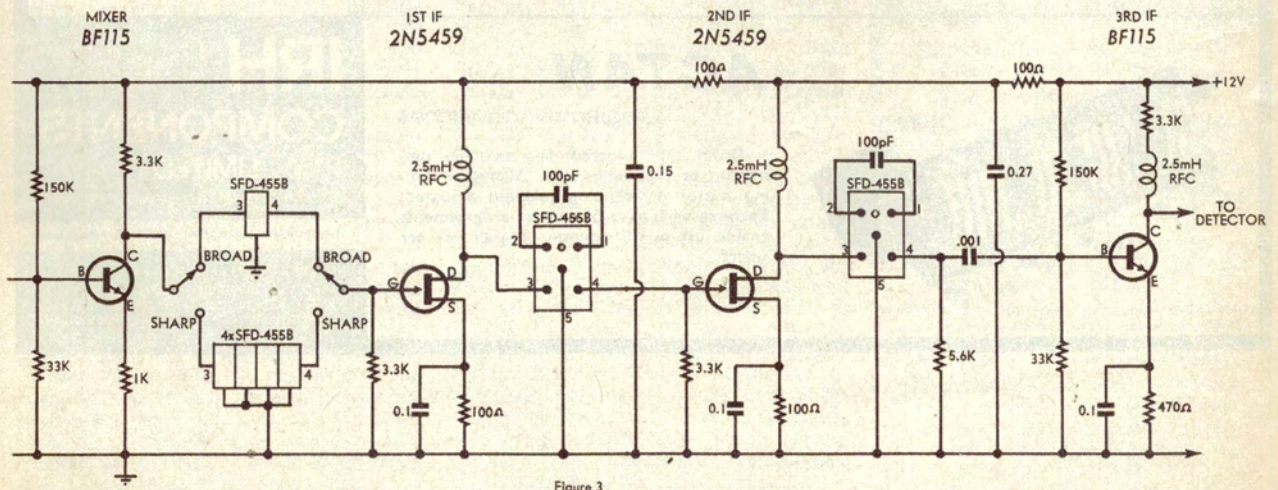 MIXER
BF115
1ST IF
2N5459
2ND IF
2N5459
3RD IF
BF115
100Ω
100Ω
+12V
150K
3.3K
SFD-455B
3
4
BROAD
BROAD
SHARP
SHARP
4xSFD-455B
3
4
B
C
E
33K
1K
2.5mH
RFC
G
D
S
3.3K
0.1
100Ω
100pF
SFD-455B
2
1
3
4
5
0.15
2.5mH
RFC
G
D
S
3.3K
0.1
100Ω
100pF
SFD-455B
2
1
3
4
5
.001
5.6K
0.27
150K
33K
3.3K
2.5mH
RFC
TO
DETECTOR
B
C
E
0.1
470Ω
Figure 3